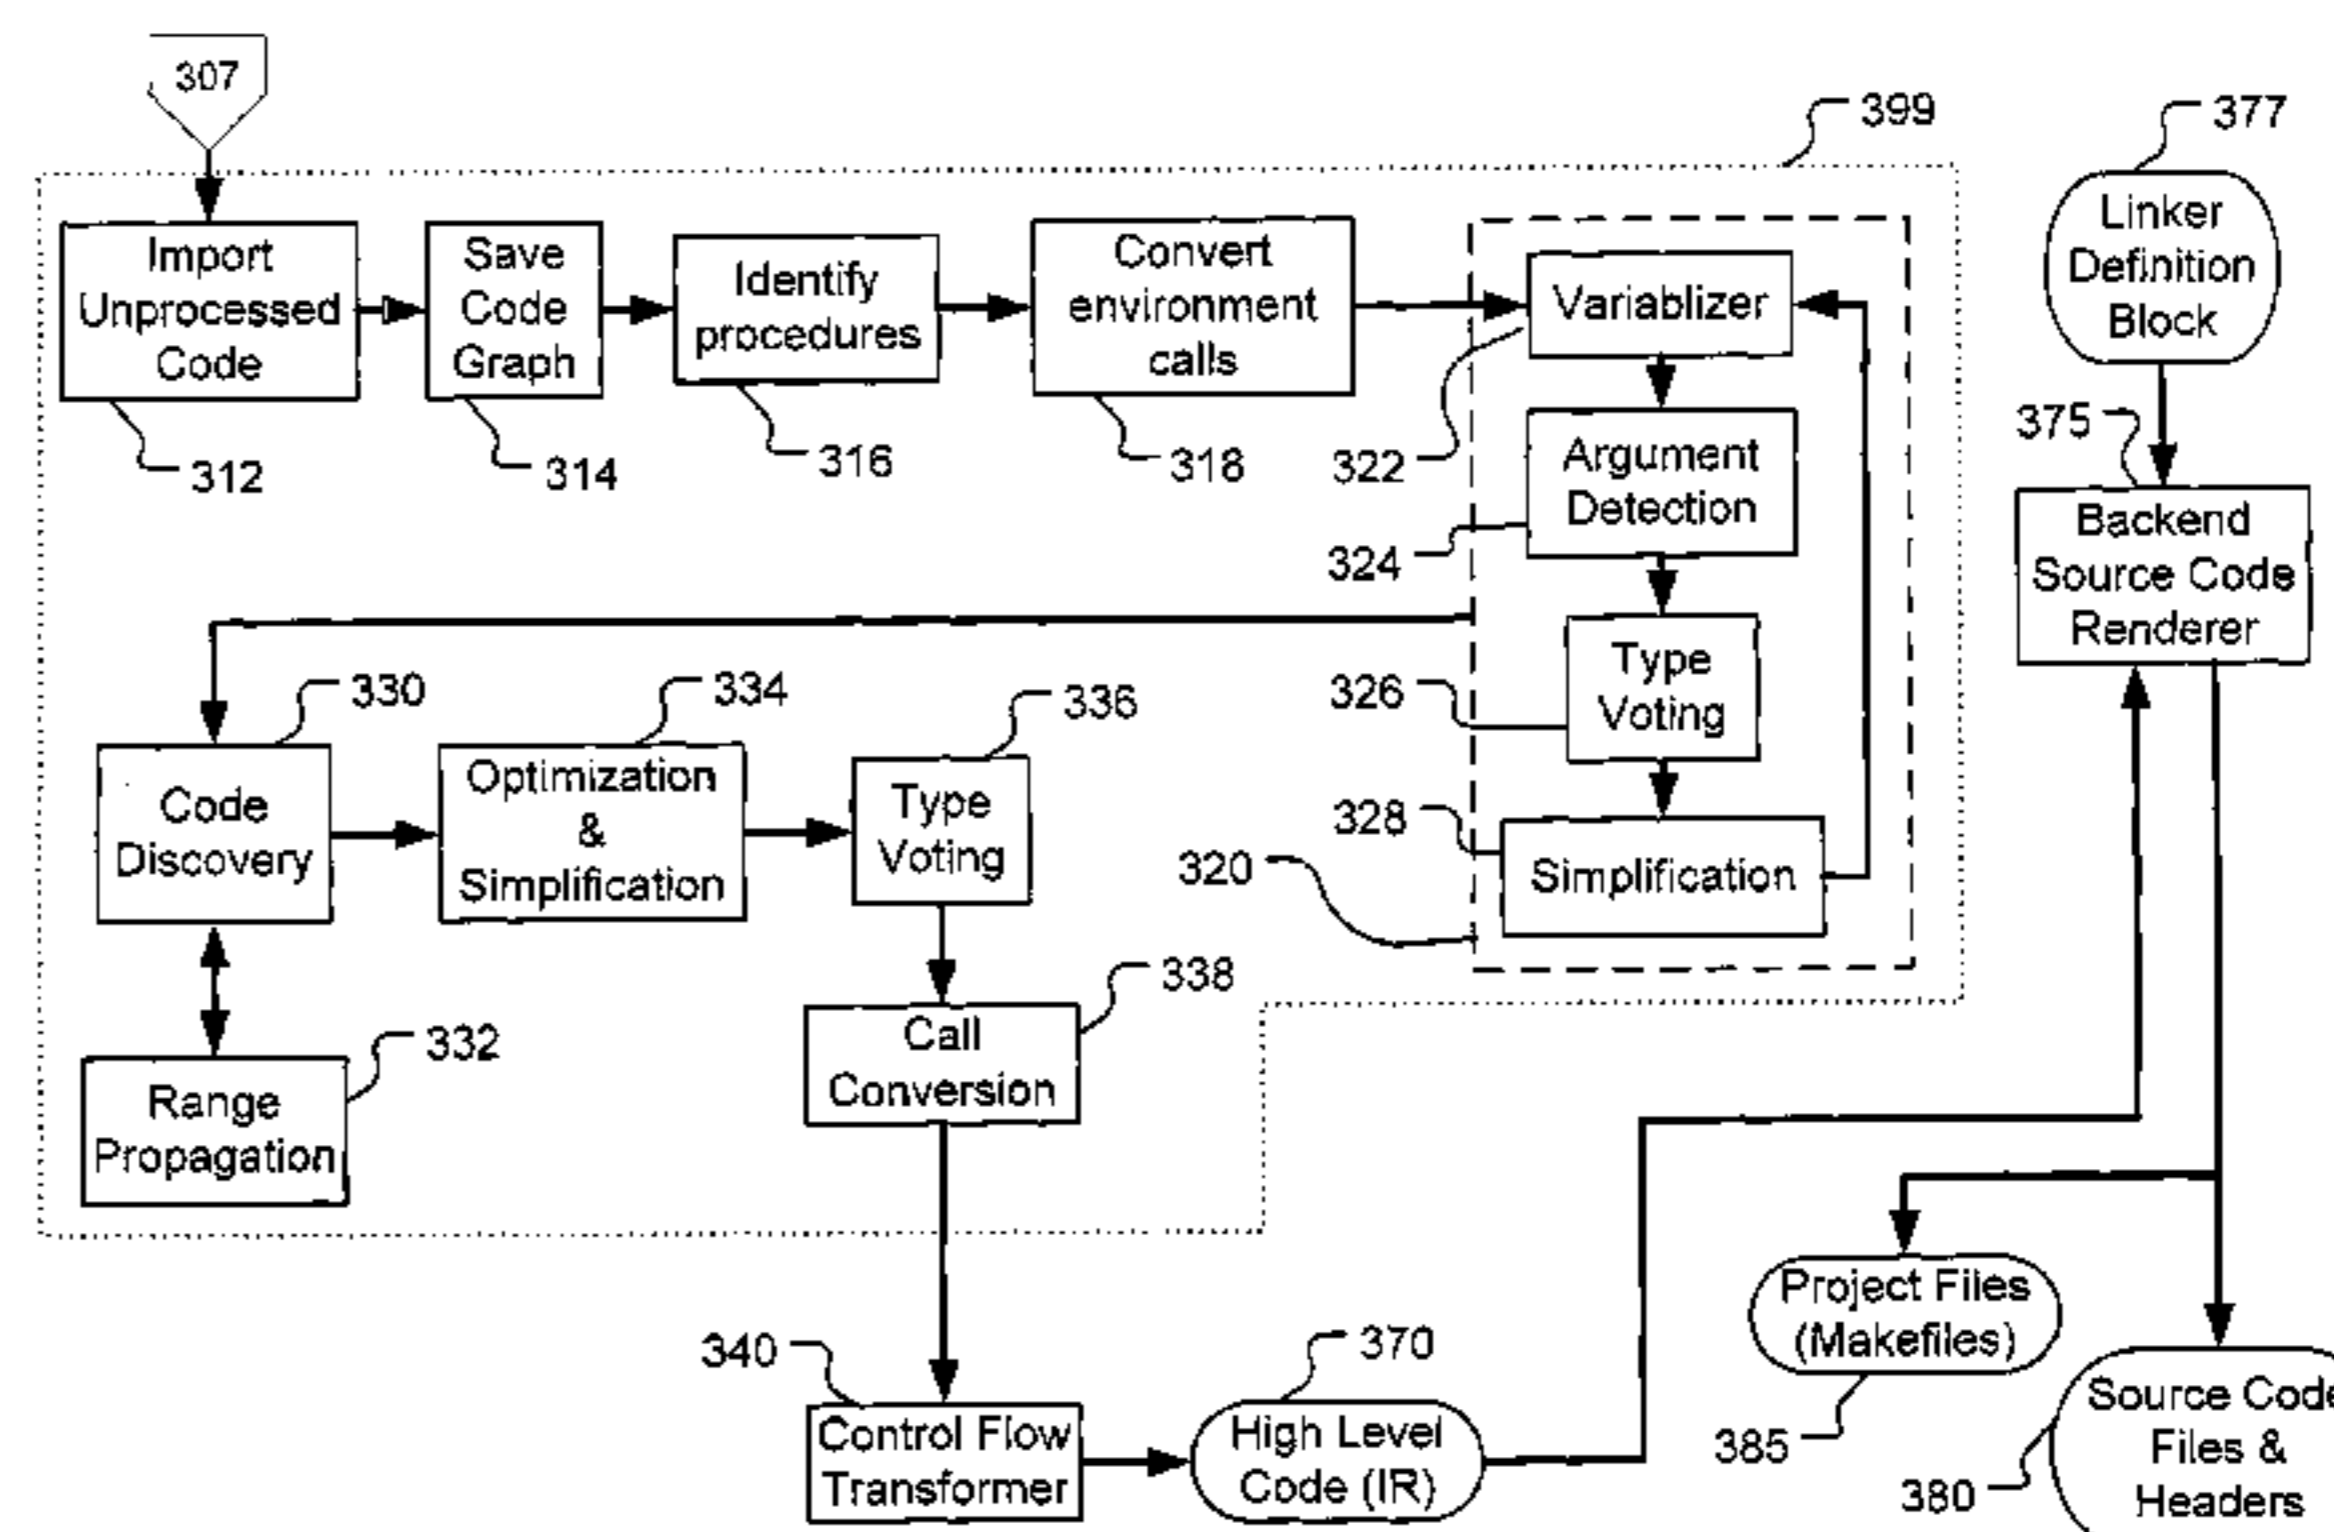 307
399
377
Import
Unprocessed
Code
Save
Code
Graph
Identify
procedures
Convert
environment
calls
Variablizer
Linker
Definition
Block
312
314
316
318
322
375
Argument
Detection
324
Backend
Source Code
Renderer
Type
Voting
326
330
334
336
Code
Discovery
Optimization
&
Simplification
Type
Voting
328
Simplification
320
338
332
Call
Conversion
Range
Propagation
Project Files
(Makefiles)
340
370
385
Control Flow
Transformer
High Level
Code (IR)
Source Code
Files &
Headers
380